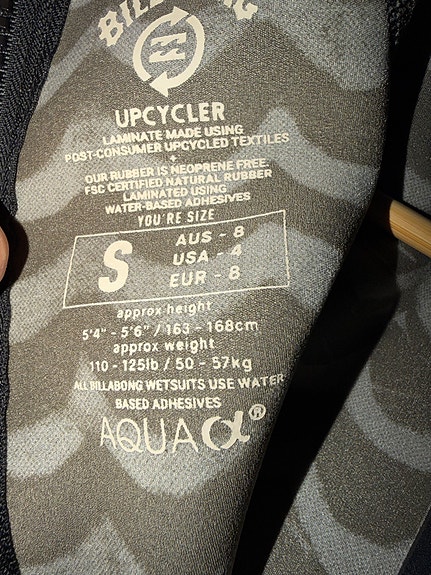 UPCYCLER
LAMINATE MADE USING
POST-CONSUMER UPCYCLED TEXTILES
+
OUR RUBBER IS NEOPRENE FREE.
FSC CERTIFIED NATURAL RUBBER
LAMINATED USING
WATER-BASED ADHESIVES
YOU'RE SIZE
S
AUS - 8
USA - 4
EUR - 8
approx height
5'4" - 5'6" / 163 - 168cm
approx weight
110 - 125lb / 50 - 57kg
ALL BILLABONG WETSUITS USE WATER
BASED ADHESIVES
AQUA α®